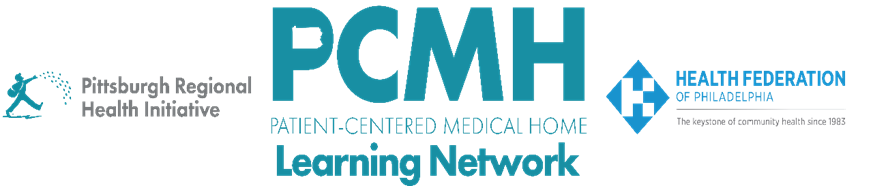 Pittsburgh Regional
Health Initiative
PCMH
PATIENT-CENTERED MEDICAL HOME
Learning Network
HEALTH FEDERATION
OF PHILADELPHIA
The keystone of community health since 1983